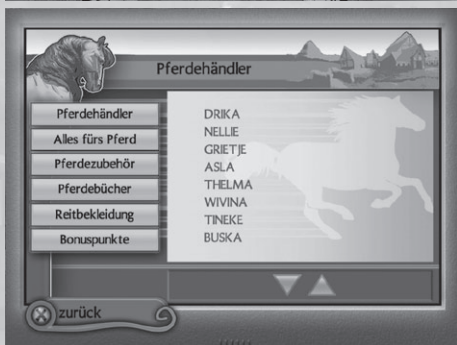 Pferdehändler
Pferdehändler
Alles fürs Pferd
Pferdezubehör
Pferdebücher
Reitbekleidung
Bonuspunkte
DRIKA
NELLIE
GRIETJE
ASLA
THELMA
WIVINA
TINEKE
BUSKA
zurück